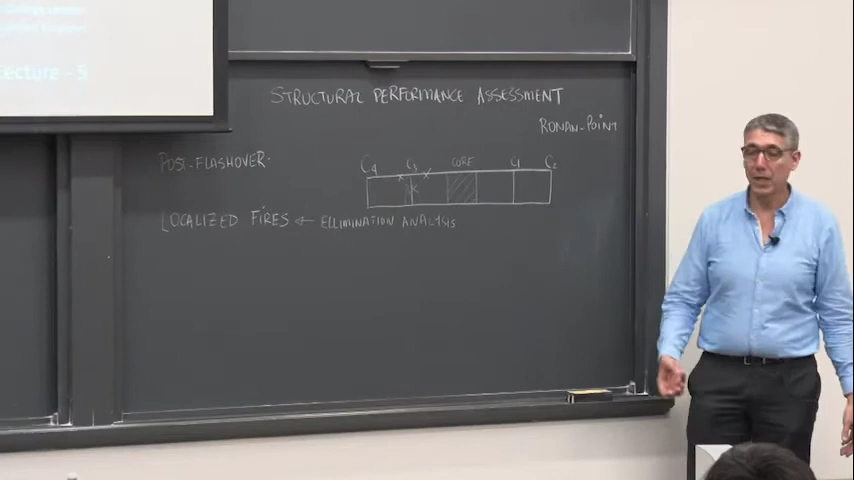 Lecture - 5
STRUCTURAL PERFORMANCE ASSESSMENT
RONAN-POINT
POST-FLASHOVER.
C4 C3 CORE C1 C2
LOCALIZED FIRES ← ELLIMINATION ANALYSIS